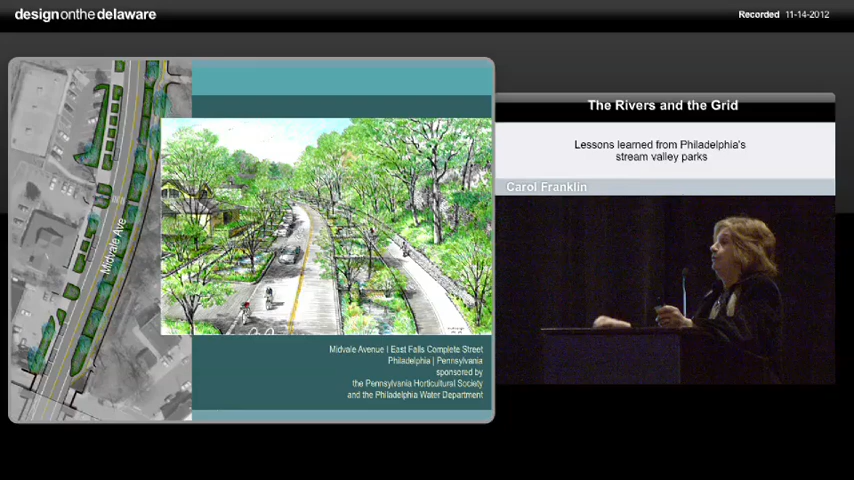 designonthedelaware
Recorded 11-14-2012
The Rivers and the Grid
Lessons learned from Philadelphia's
stream valley parks
Carol Franklin
Midvale Ave
Midvale Avenue | East Falls Complete Street
Philadelphia | Pennsylvania
sponsored by
the Pennsylvania Horticultural Society
and the Philadelphia Water Department